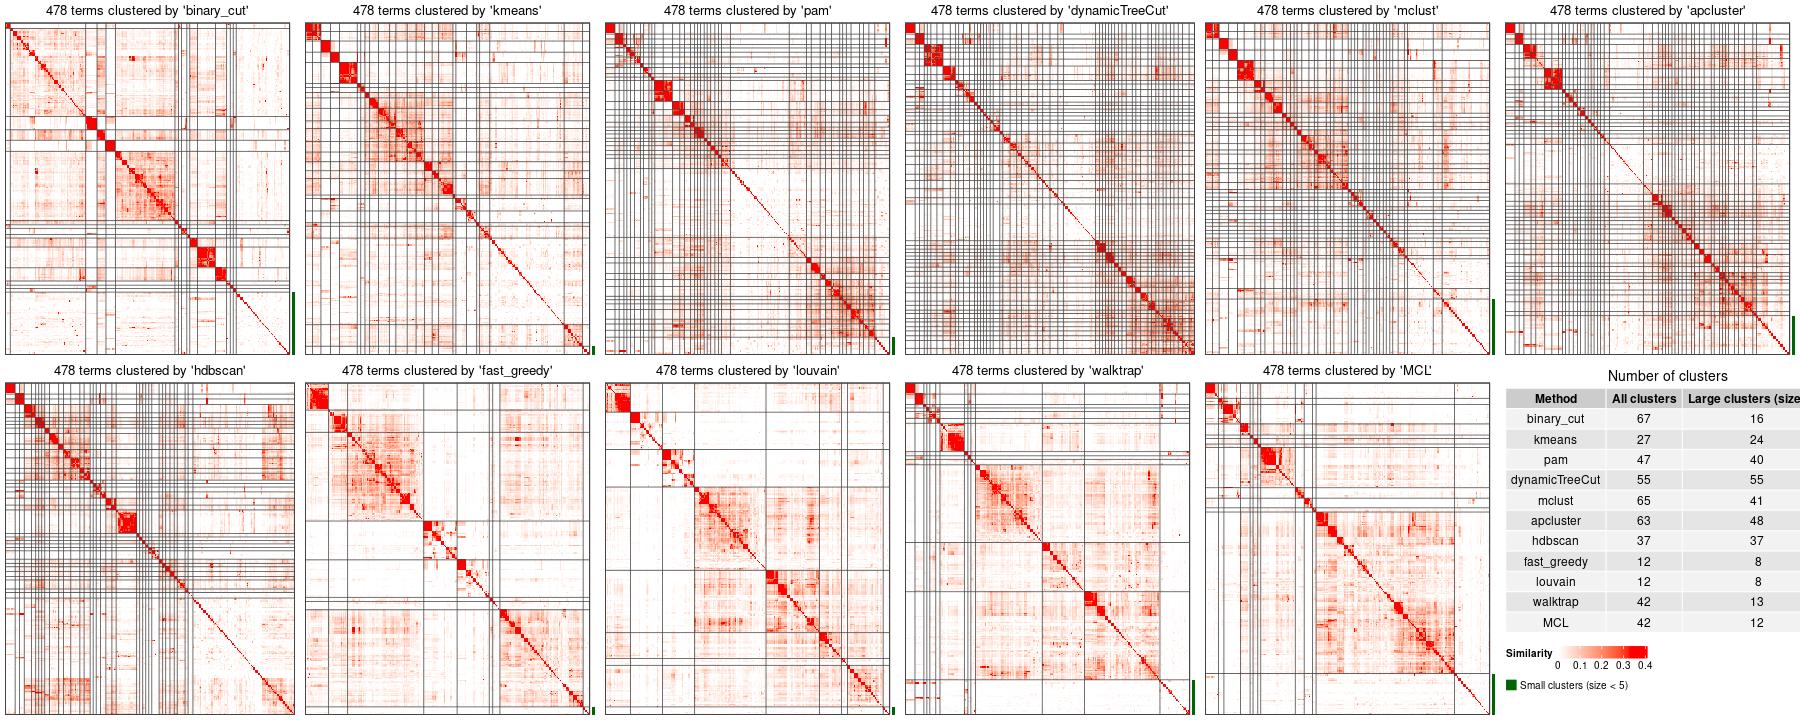 478 terms clustered by 'binary_cut'
478 terms clustered by 'kmeans'
478 terms clustered by 'pam'
478 terms clustered by 'dynamicTreeCut'
478 terms clustered by 'mclust'
478 terms clustered by 'apcluster'
478 terms clustered by 'hdbscan'
478 terms clustered by 'fast_greedy'
478 terms clustered by 'louvain'
478 terms clustered by 'walktrap'
478 terms clustered by 'MCL'
Number of clusters
Method All clusters Large clusters (size
binary_cut 67 16
kmeans 27 24
pam 47 40
dynamicTreeCut 55 55
mclust 65 41
apcluster 63 48
hdbscan 37 37
fast_greedy 12 8
louvain 12 8
walktrap 42 13
MCL 42 12
Similarity
0 0.1 0.2 0.3 0.4
Small clusters (size < 5)